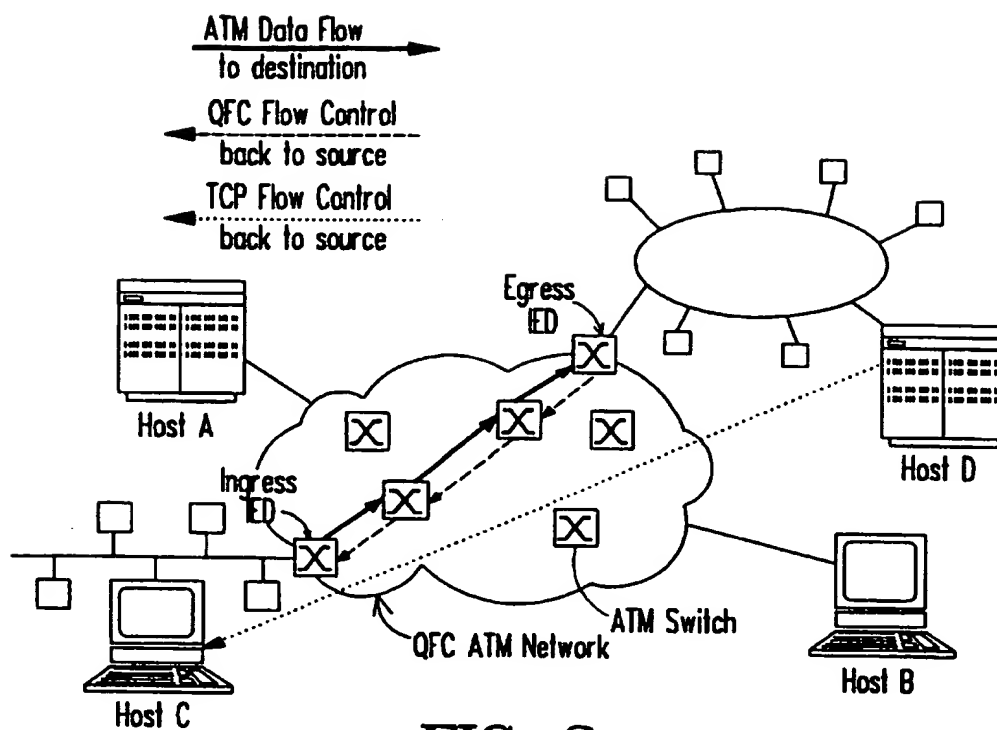 ATM Data Flow
to destination
QFC Flow Control
back to source
TCP Flow Control
back to source
Egress
IED
Host A
Host D
Ingress
IED
ATM Switch
QFC ATM Network
Host B
Host C